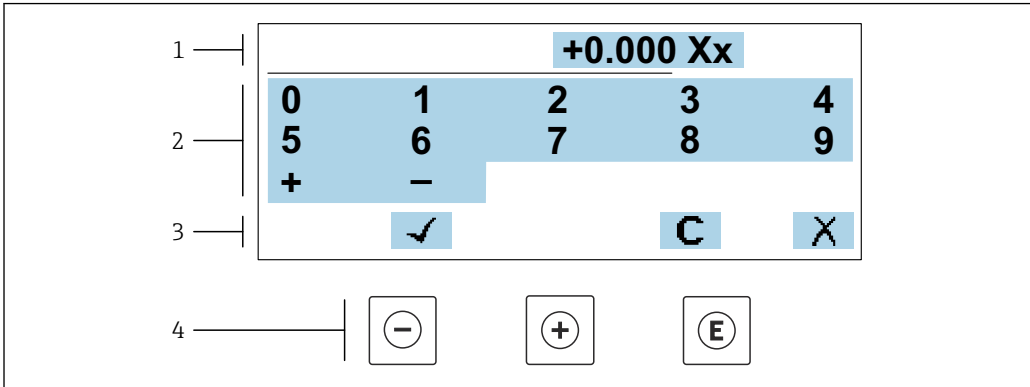 1 +0.000 Xx
0 1 2 3 4
2 5 6 7 8 9
+ −
3 ✓ C X
4 − + E